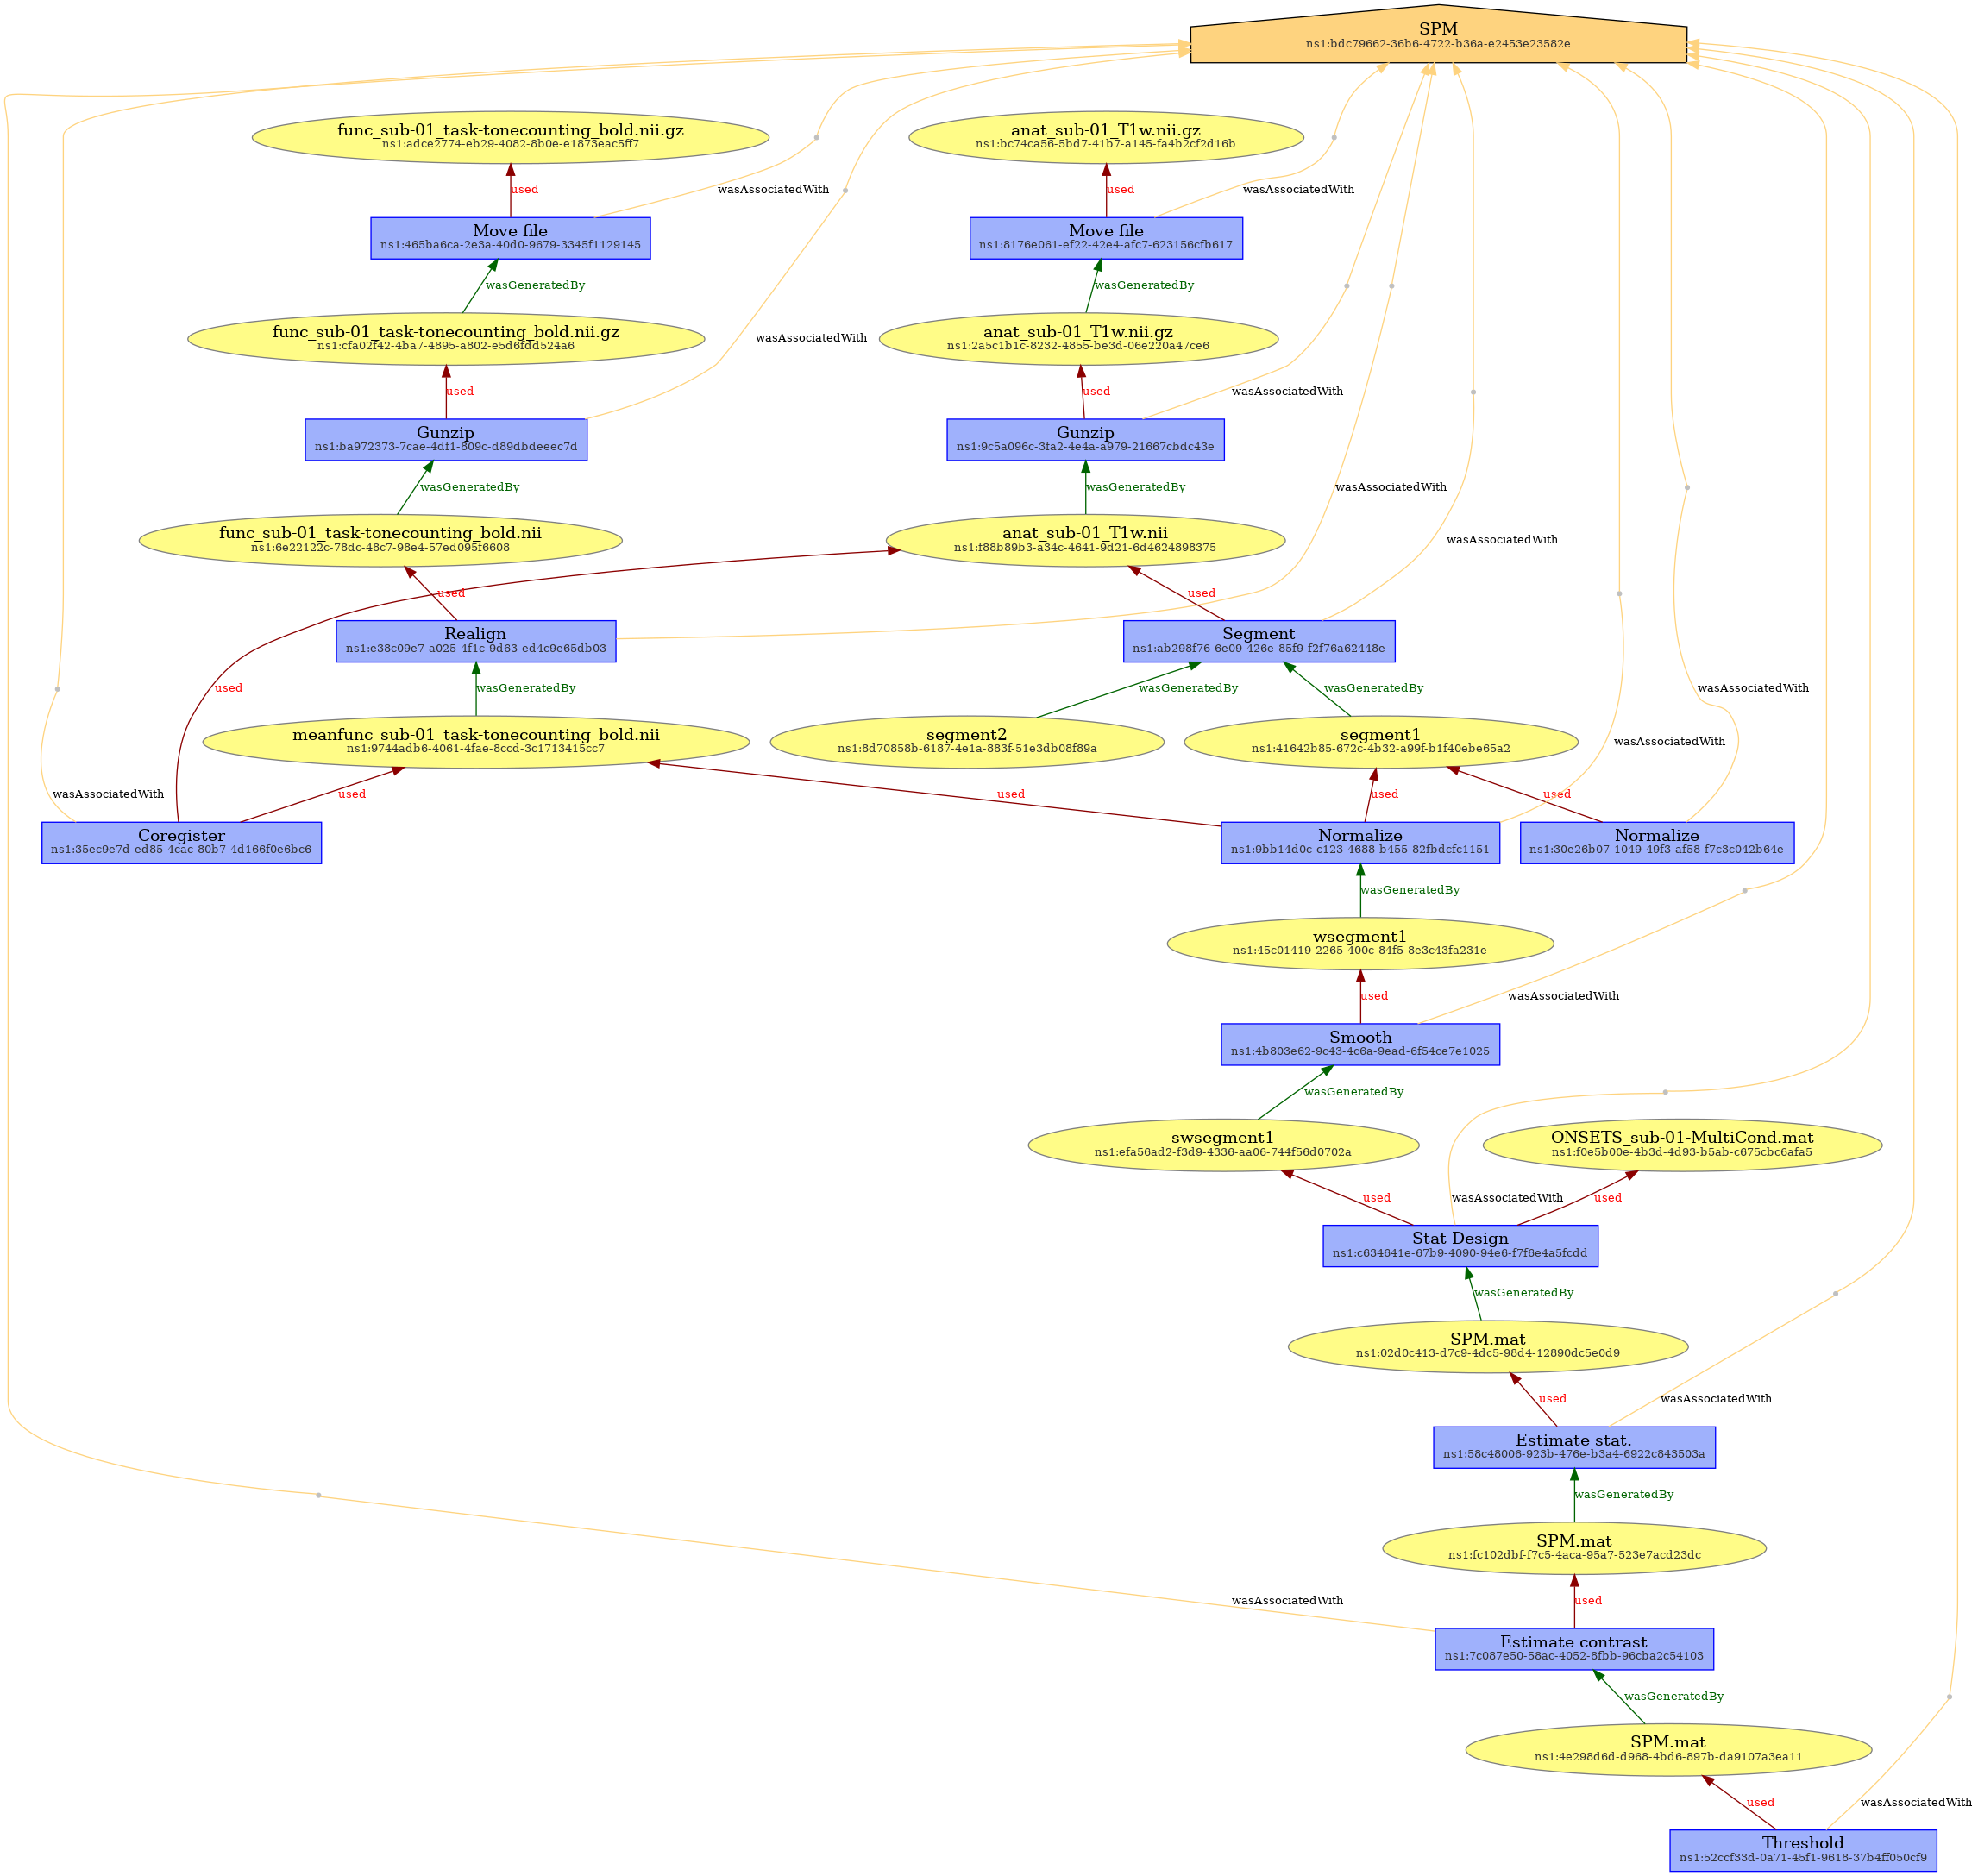 SPM
ns1:bdc79662-36b6-4722-b36a-e2453e23582e
func_sub-01_task-tonecounting_bold.nii.gz
ns1:adce2774-eb29-4082-8b0e-e1873eac5ff7
anat_sub-01_T1w.nii.gz
ns1:bc74ca56-5bd7-41b7-a145-fa4b2cf2d16b
used
wasAssociatedWith
used
wasAssociatedWith
Move file
ns1:465ba6ca-2e3a-40d0-9679-3345f1129145
Move file
ns1:8176e061-ef22-42e4-afc7-623156cfb617
wasGeneratedBy
wasGeneratedBy
func_sub-01_task-tonecounting_bold.nii.gz
ns1:cfa02f42-4ba7-4895-a802-e5d6fdd524a6
wasAssociatedWith
anat_sub-01_T1w.nii.gz
ns1:2a5c1b1c-8232-4855-be3d-06e220a47ce6
used
used
wasAssociatedWith
Gunzip
ns1:ba972373-7cae-4df1-809c-d89dbdeeec7d
Gunzip
ns1:9c5a096c-3fa2-4e4a-a979-21667cbdc43e
wasGeneratedBy
wasGeneratedBy
wasAssociatedWith
func_sub-01_task-tonecounting_bold.nii
ns1:6e22122c-78dc-48c7-98e4-57ed095f6608
anat_sub-01_T1w.nii
ns1:f88b89b3-a34c-4641-9d21-6d4624898375
wasAssociatedWith
used
used
Realign
ns1:e38c09e7-a025-4f1c-9d63-ed4c9e65db03
Segment
ns1:ab298f76-6e09-426e-85f9-f2f76a62448e
used
wasGeneratedBy
wasGeneratedBy
wasGeneratedBy
wasAssociatedWith
meanfunc_sub-01_task-tonecounting_bold.nii
ns1:9744adb6-4061-4fae-8ccd-3c1713415cc7
segment2
ns1:8d70858b-6187-4e1a-883f-51e3db08f89a
segment1
ns1:41642b85-672c-4b32-a99f-b1f40ebe65a2
wasAssociatedWith
wasAssociatedWith
used
used
used
used
Coregister
ns1:35ec9e7d-ed85-4cac-80b7-4d166f0e6bc6
Normalize
ns1:9bb14d0c-c123-4688-b455-82fbdcfc1151
Normalize
ns1:30e26b07-1049-49f3-af58-f7c3c042b64e
wasGeneratedBy
wsegment1
ns1:45c01419-2265-400c-84f5-8e3c43fa231e
used
wasAssociatedWith
Smooth
ns1:4b803e62-9c43-4c6a-9ead-6f54ce7e1025
wasGeneratedBy
swsegment1
ns1:efa56ad2-f3d9-4336-aa06-744f56d0702a
ONSETS_sub-01-MultiCond.mat
ns1:f0e5b00e-4b3d-4d93-b5ab-c675cbc6afa5
used
wasAssociatedWith
used
Stat Design
ns1:c634641e-67b9-4090-94e6-f7f6e4a5fcdd
wasGeneratedBy
SPM.mat
ns1:02d0c413-d7c9-4dc5-98d4-12890dc5e0d9
used
wasAssociatedWith
Estimate stat.
ns1:58c48006-923b-476e-b3a4-6922c843503a
wasGeneratedBy
SPM.mat
ns1:fc102dbf-f7c5-4aca-95a7-523e7acd23dc
wasAssociatedWith
used
Estimate contrast
ns1:7c087e50-58ac-4052-8fbb-96cba2c54103
wasGeneratedBy
SPM.mat
ns1:4e298d6d-d968-4bd6-897b-da9107a3ea11
used
wasAssociatedWith
Threshold
ns1:52ccf33d-0a71-45f1-9618-37b4ff050cf9